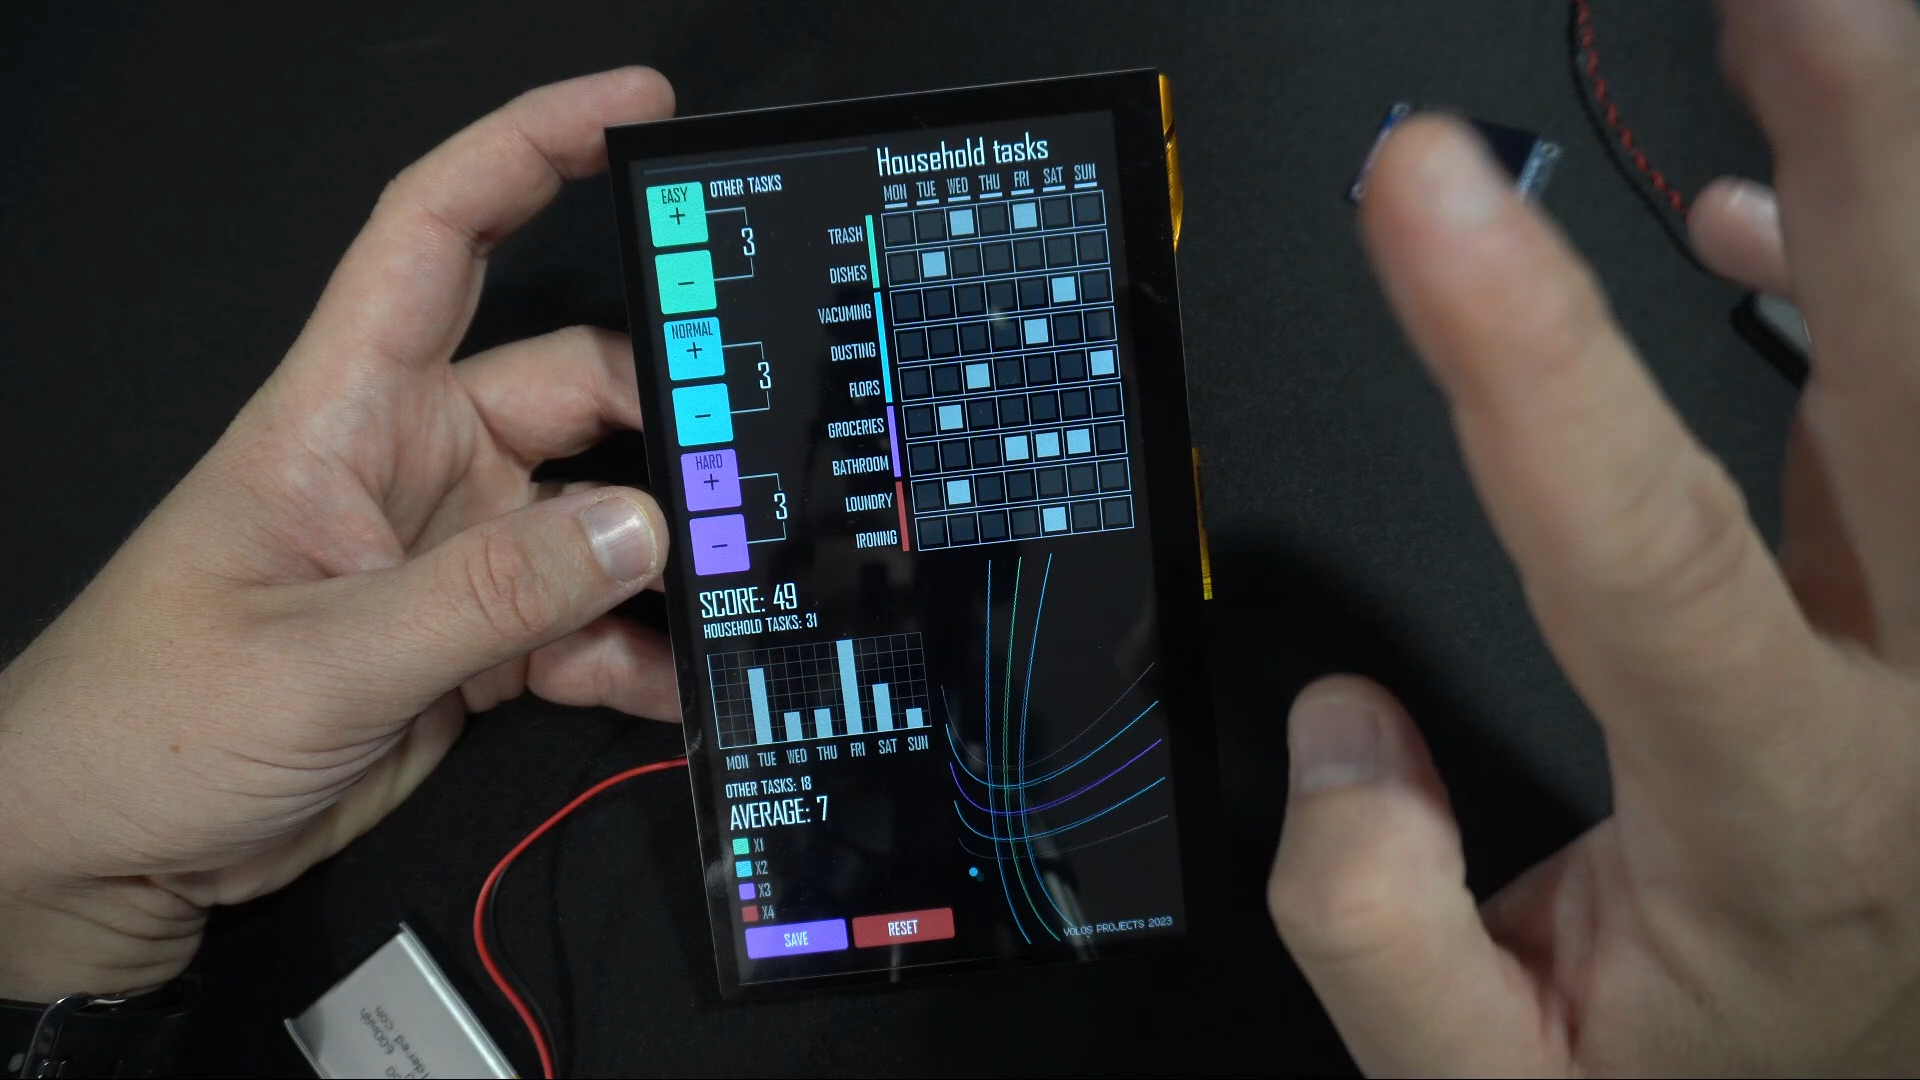 Household tasks
MON TUE WED THU FRI SAT SUN
EASY
+
OTHER TASKS
3
−
NORMAL
+
3
−
HARD
+
3
−
TRASH
DISHES
VACUMING
DUSTING
FLORS
GROCERIES
BATHROOM
LOUNDRY
IRONING
SCORE: 49
HOUSEHOLD TASKS: 31
MON TUE WED THU FRI SAT SUN
OTHER TASKS: 18
AVERAGE: 7
X1
X2
X3
X4
SAVE
RESET
VOLOS PROJECTS 2023
600mAh